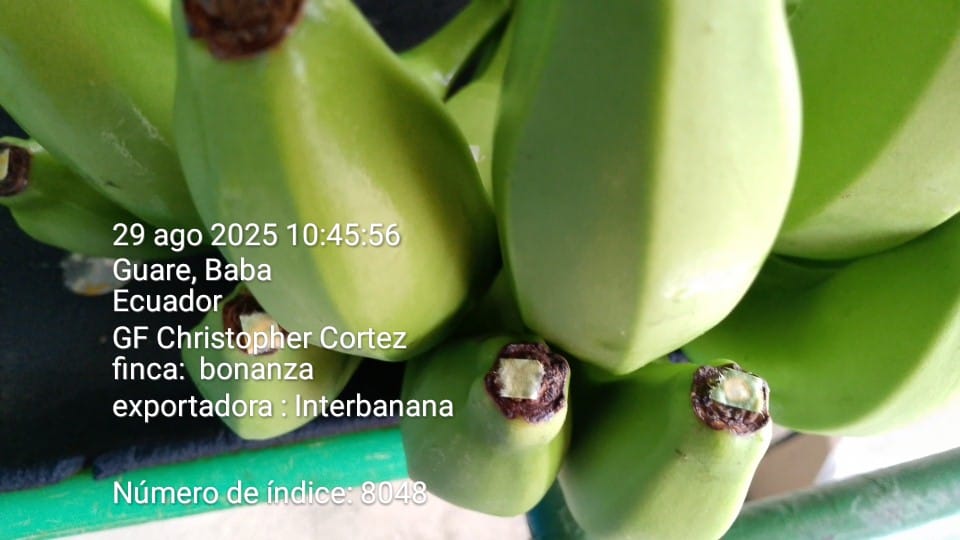 29 ago 2025 10:45:56
Guare, Baba
Ecuador
GF Christopher Cortez
finca: bonanza
exportadora : Interbanana
Número de índice: 8048